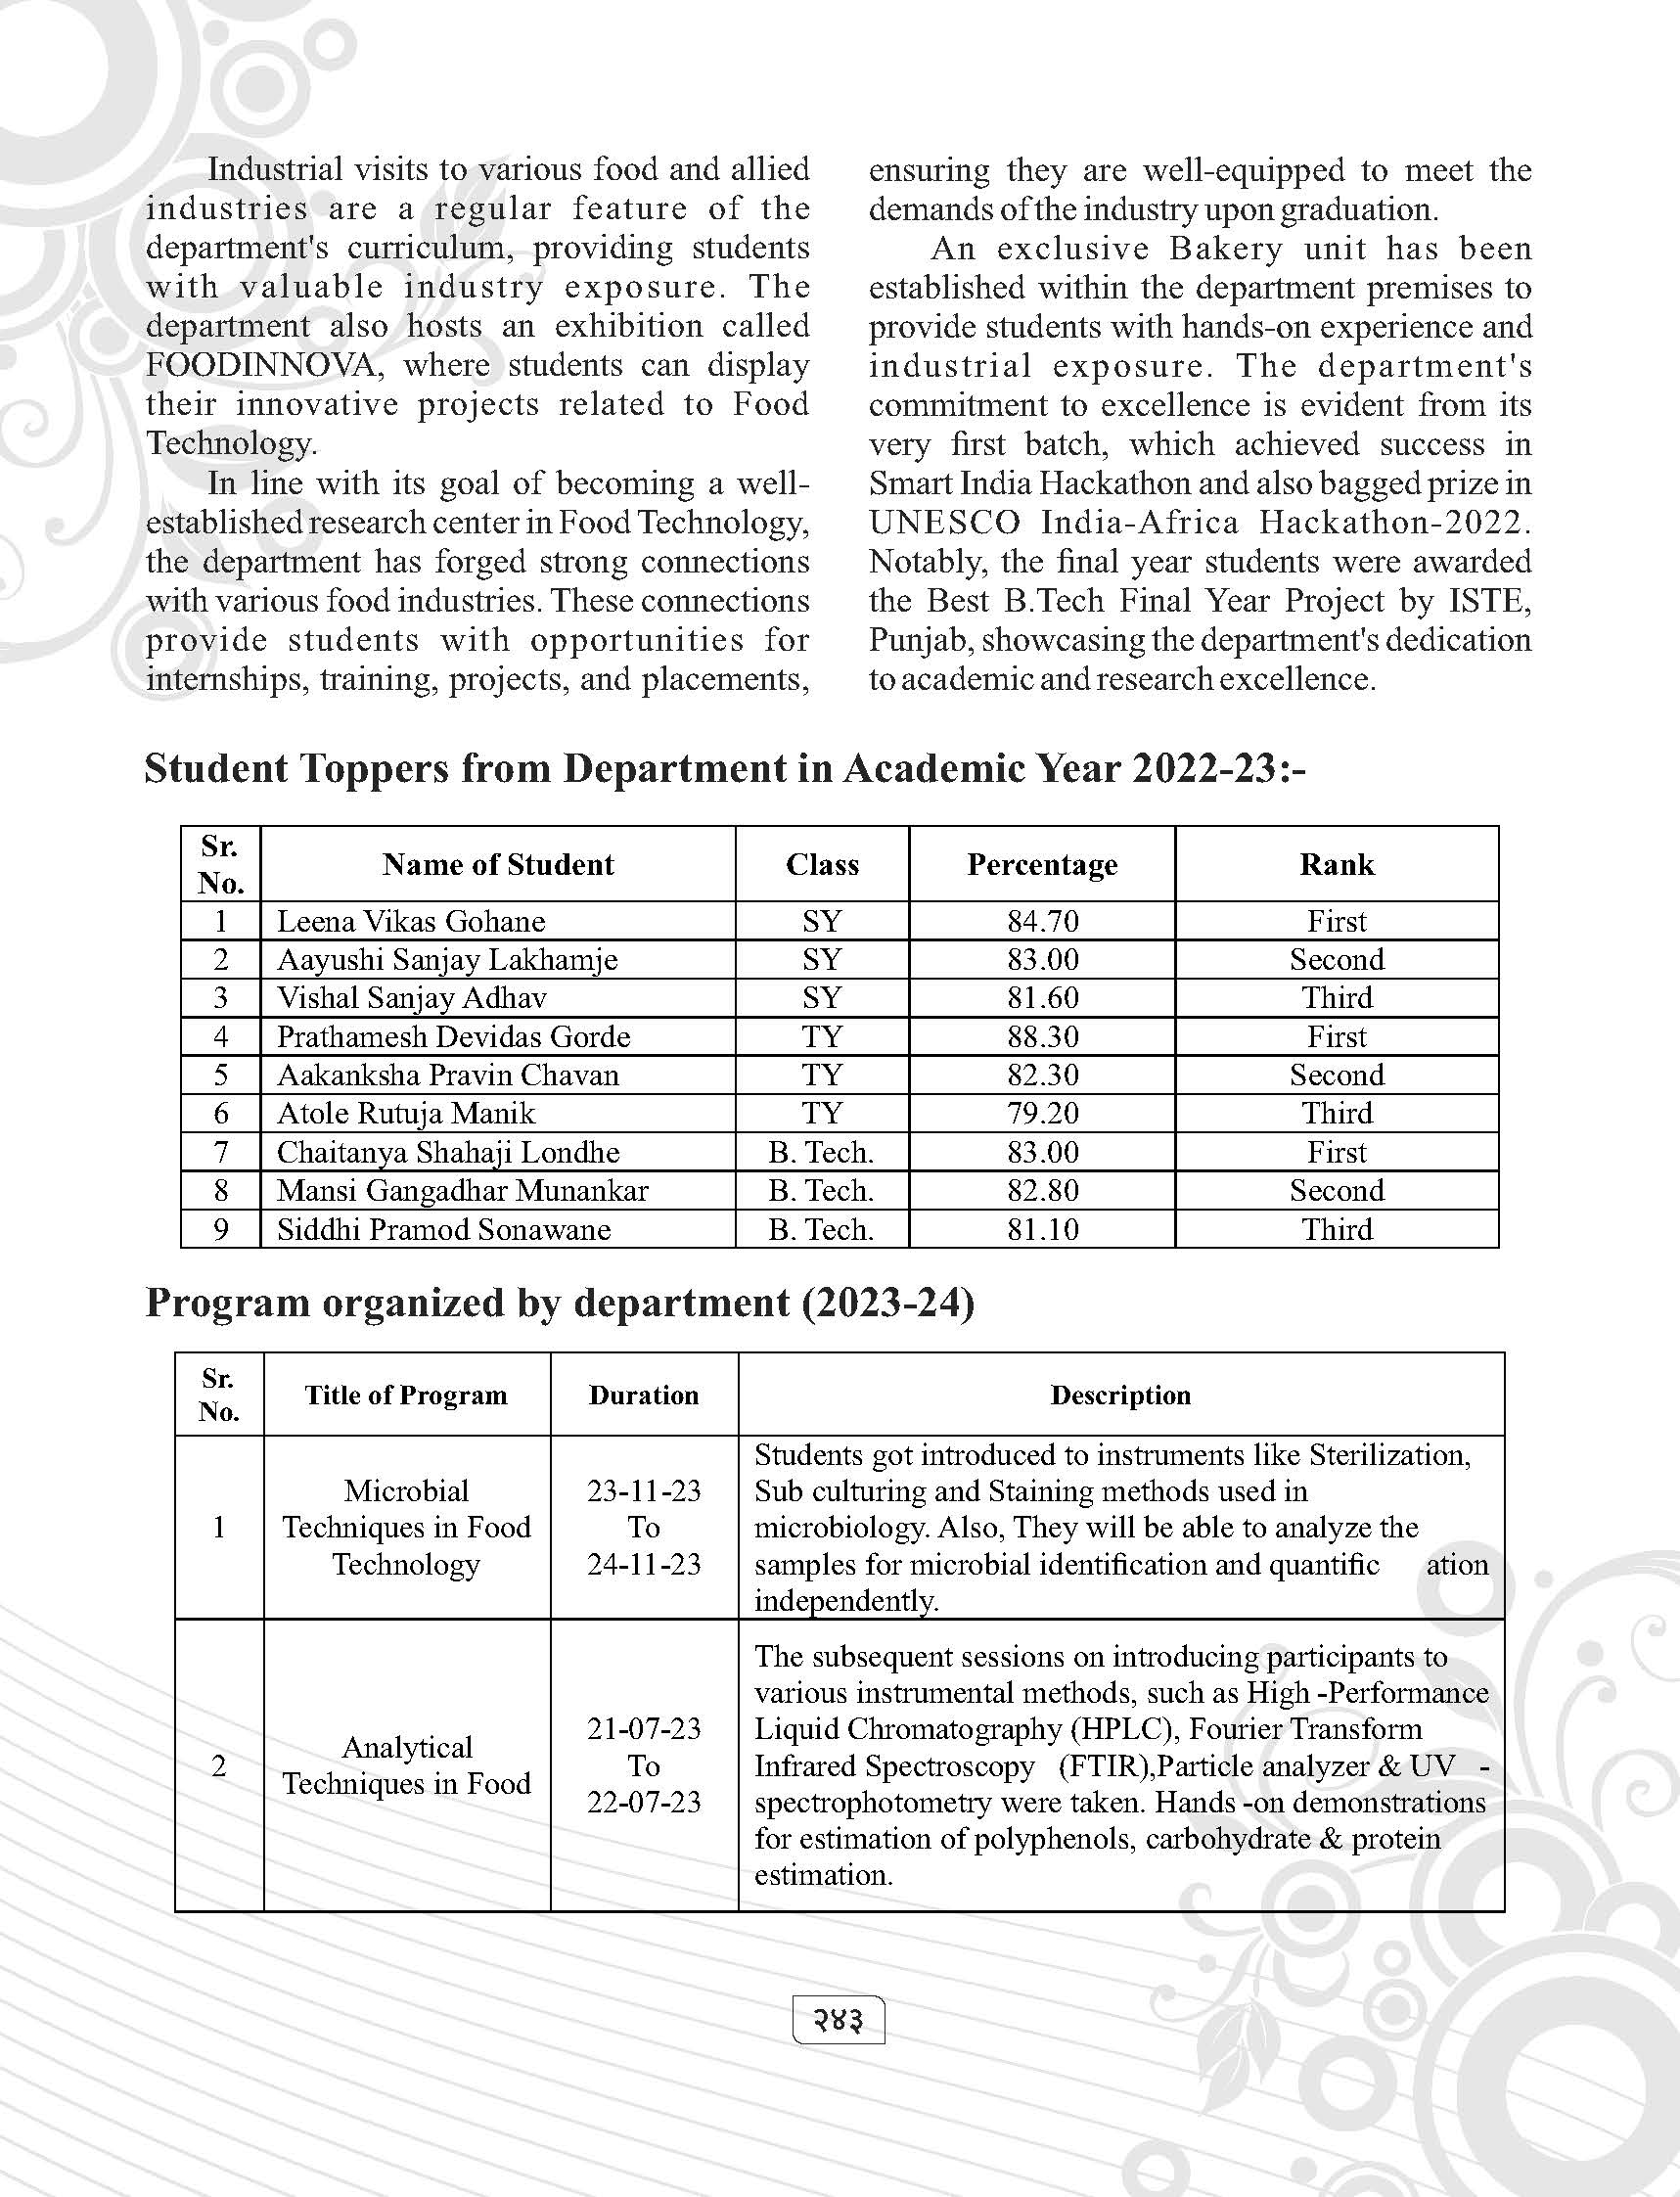 Industrial visits to various food and allied
industries are a regular feature of the
department's curriculum, providing students
with valuable industry exposure. The
department also hosts an exhibition called
FOODINNOVA, where students can display
their innovative projects related to Food
Technology.
In line with its goal of becoming a well-
established research center in Food Technology,
the department has forged strong connections
with various food industries. These connections
provide students with opportunities for
internships, training, projects, and placements,
ensuring they are well-equipped to meet the
demands of the industry upon graduation.
An exclusive Bakery unit has been
established within the department premises to
provide students with hands-on experience and
industrial exposure. The department's
commitment to excellence is evident from its
very first batch, which achieved success in
Smart India Hackathon and also bagged prize in
UNESCO India-Africa Hackathon-2022.
Notably, the final year students were awarded
the Best B.Tech Final Year Project by ISTE,
Punjab, showcasing the department's dedication
to academic and research excellence.
Student Toppers from Department in Academic Year 2022-23:-
Sr. No. Name of Student Class Percentage Rank
1 Leena Vikas Gohane SY 84.70 First
2 Aayushi Sanjay Lakhamje SY 83.00 Second
3 Vishal Sanjay Adhav SY 81.60 Third
4 Prathamesh Devidas Gorde TY 88.30 First
5 Aakanksha Pravin Chavan TY 82.30 Second
6 Atole Rutuja Manik TY 79.20 Third
7 Chaitanya Shahaji Londhe B. Tech. 83.00 First
8 Mansi Gangadhar Munankar B. Tech. 82.80 Second
9 Siddhi Pramod Sonawane B. Tech. 81.10 Third
Program organized by department (2023-24)
Sr. No. Title of Program Duration Description
1
Microbial
Techniques in Food
Technology
23-11-23
To
24-11-23
Students got introduced to instruments like Sterilization,
Sub culturing and Staining methods used in
microbiology. Also, They will be able to analyze the
samples for microbial identification and quantific ation
independently.
2
Analytical
Techniques in Food
21-07-23
To
22-07-23
The subsequent sessions on introducing participants to
various instrumental methods, such as High -Performance
Liquid Chromatography (HPLC), Fourier Transform
Infrared Spectroscopy (FTIR),Particle analyzer & UV -
spectrophotometry were taken. Hands -on demonstrations
for estimation of polyphenols, carbohydrate & protein
estimation.
२४३